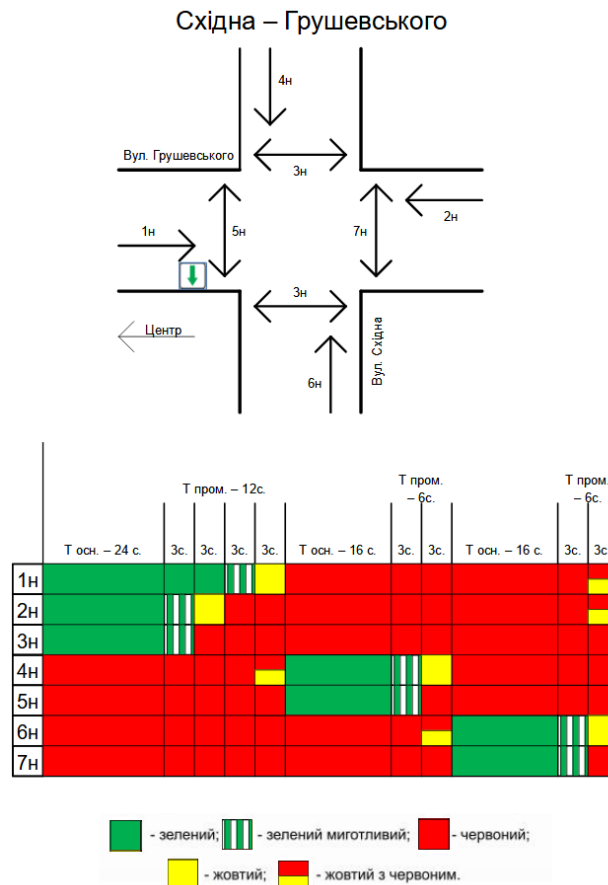 Східна – Грушевського
4н
Вул. Грушевського
3н
1н
5н
7н
2н
3н
Центр
Вул. Східна
6н
Т пром. – 12с.
Т пром.
– 6с.
Т пром.
– 6с.
Т осн. – 24 с.
3с.
3с.
3с.
3с.
Т осн. – 16 с.
3с.
3с.
Т осн. – 16 с.
3с.
3с
1н
2н
3н
4н
5н
6н
7н
- зелений;
- зелений миготливий;
- червоний;
- жовтий;
- жовтий з червоним.